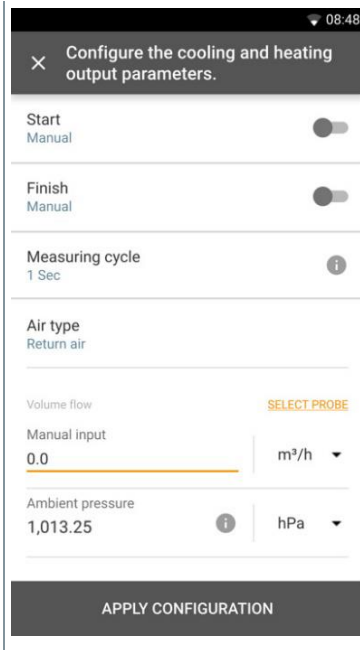 08:48
Configure the cooling and heating
output parameters.
Start
Manual
Finish
Manual
Measuring cycle
1 Sec
Air type
Return air
Volume flow SELECT PROBE
Manual input
0.0 m³/h
Ambient pressure
1,013.25 hPa
APPLY CONFIGURATION